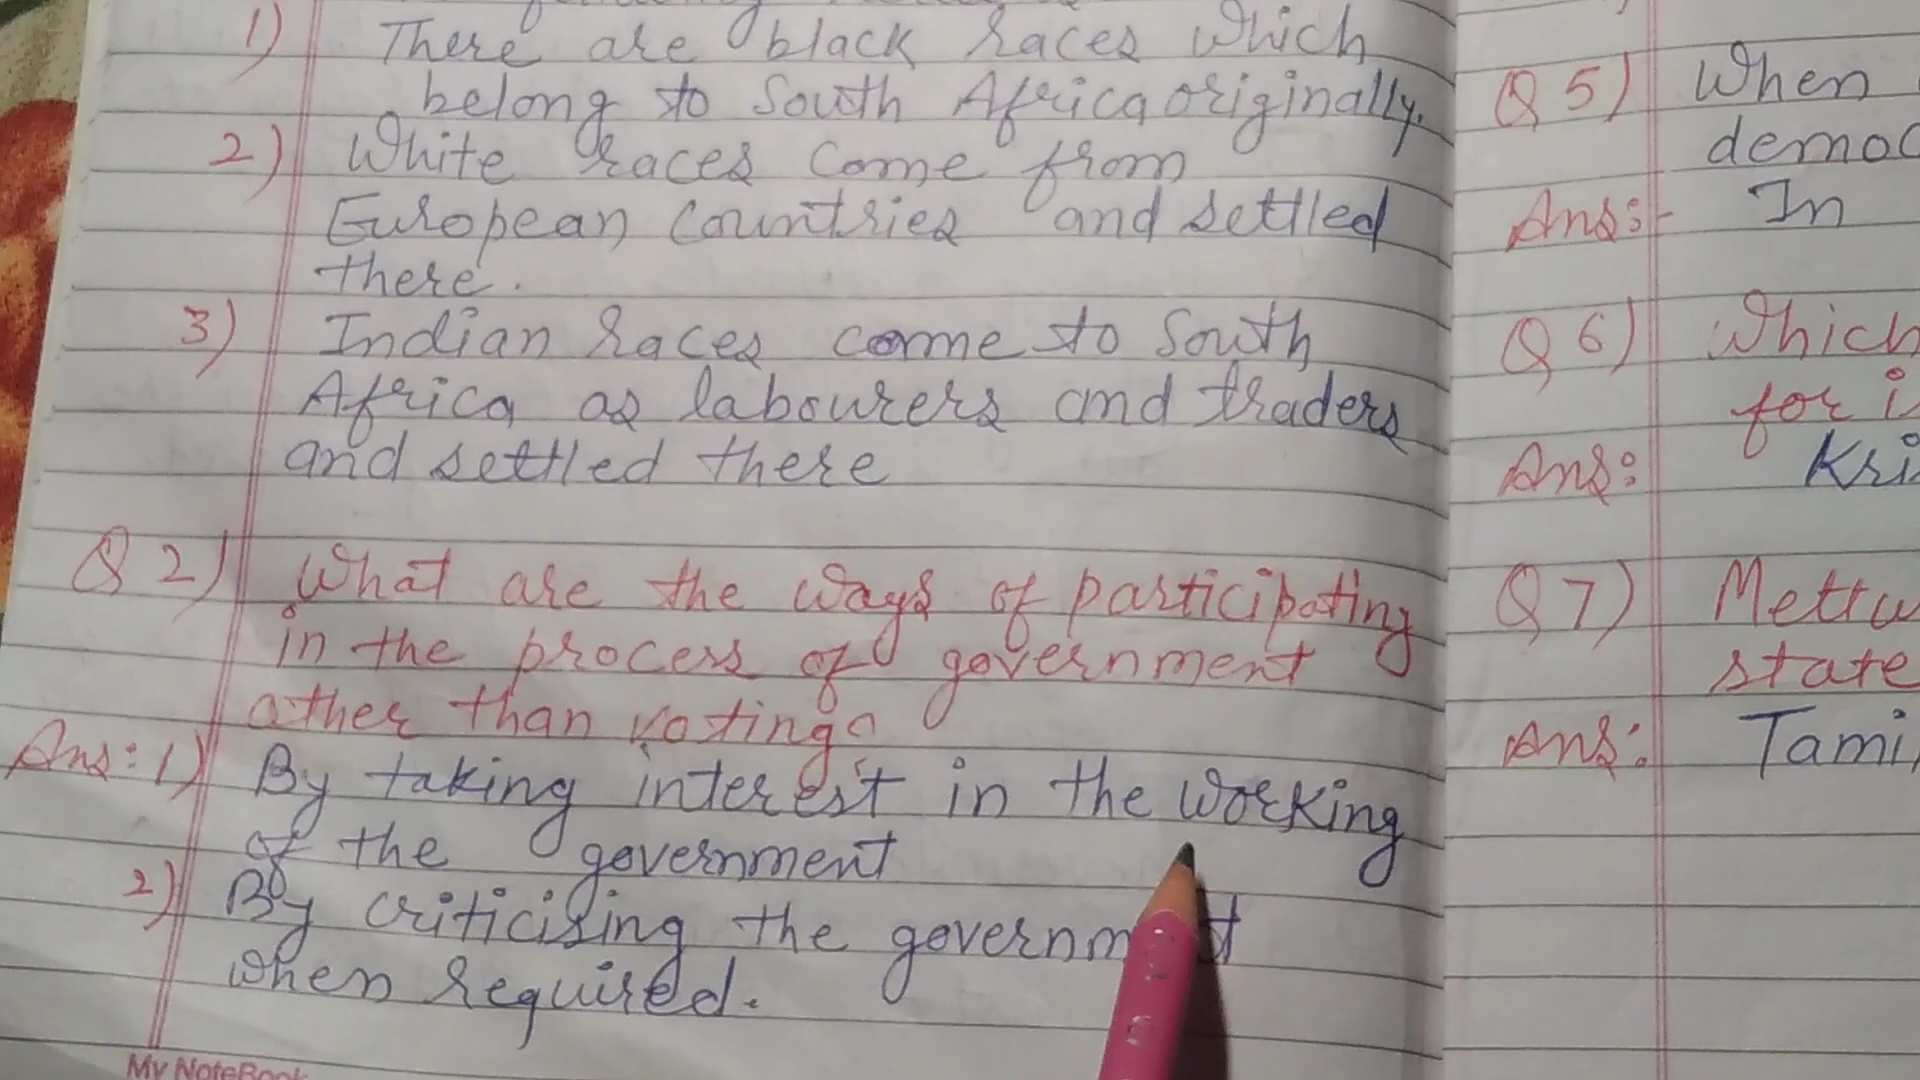 1) There are black races which
belong to South Africa originally.
2) White races come from
European countries and settled
there.
3) Indian races come to South
Africa as labourers and traders
and settled there
Q 2) What are the ways of participating
in the process of government
other than voting
Ans: 1) By taking interest in the working
of the government
2) By criticising the government
when required.
My NoteBook
Q 5) When
democ
Ans:- In
Q 6) Which
for i
Ans: Kri
Q 7) Mettu
state
Ans: Tami